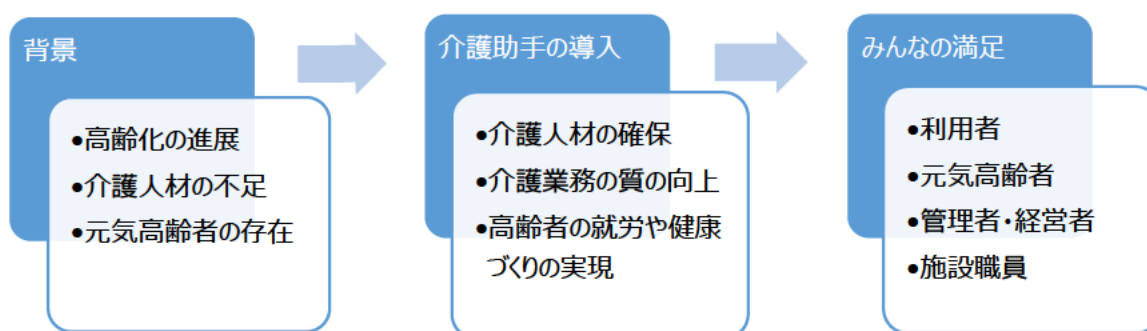 背景
•高齢化の進展
•介護人材の不足
•元気高齢者の存在
介護助手の導入
•介護人材の確保
•介護業務の質の向上
•高齢者の就労や健康
づくりの実現
みんなの満足
•利用者
•元気高齢者
•管理者・経営者
•施設職員